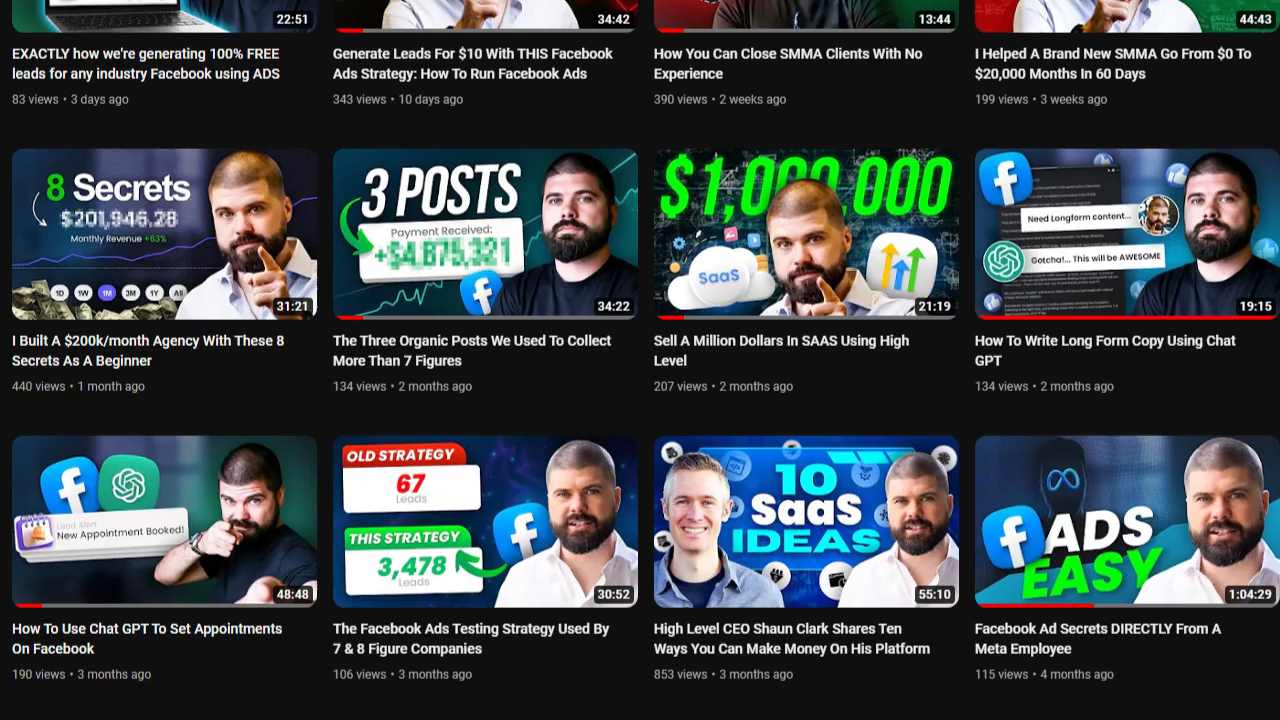 22:51
34:42
13:44
44:43
EXACTLY how we're generating 100% FREE
leads for any industry Facebook using ADS
83 views • 3 days ago
Generate Leads For $10 With THIS Facebook
Ads Strategy: How To Run Facebook Ads
343 views • 10 days ago
How You Can Close SMMA Clients With No
Experience
390 views • 2 weeks ago
I Helped A Brand New SMMA Go From $0 To
$20,000 Months In 60 Days
199 views • 3 weeks ago
8 Secrets
$201,946.28
Monthly Revenue +63%
1D 1W 1M 3M 1Y All
31:21
3 POSTS
Payment Received:
34:22
SaaS
21:19
Need Longform content...
Gotcha!... This will be AWESOME
19:15
I Built A $200k/month Agency With These 8
Secrets As A Beginner
440 views • 1 month ago
The Three Organic Posts We Used To Collect
More Than 7 Figures
134 views • 2 months ago
Sell A Million Dollars In SAAS Using High
Level
207 views • 2 months ago
How To Write Long Form Copy Using Chat
GPT
134 views • 2 months ago
Lead Alert
New Appointment Booked!
48:48
OLD STRATEGY
67
Leads
THIS STRATEGY
3,478
Leads
30:52
10
SaaS
IDEAS
55:10
ADS
EASY
1:04:29
How To Use Chat GPT To Set Appointments
On Facebook
190 views • 3 months ago
The Facebook Ads Testing Strategy Used By
7 & 8 Figure Companies
106 views • 3 months ago
High Level CEO Shaun Clark Shares Ten
Ways You Can Make Money On His Platform
853 views • 3 months ago
Facebook Ad Secrets DIRECTLY From A
Meta Employee
115 views • 4 months ago